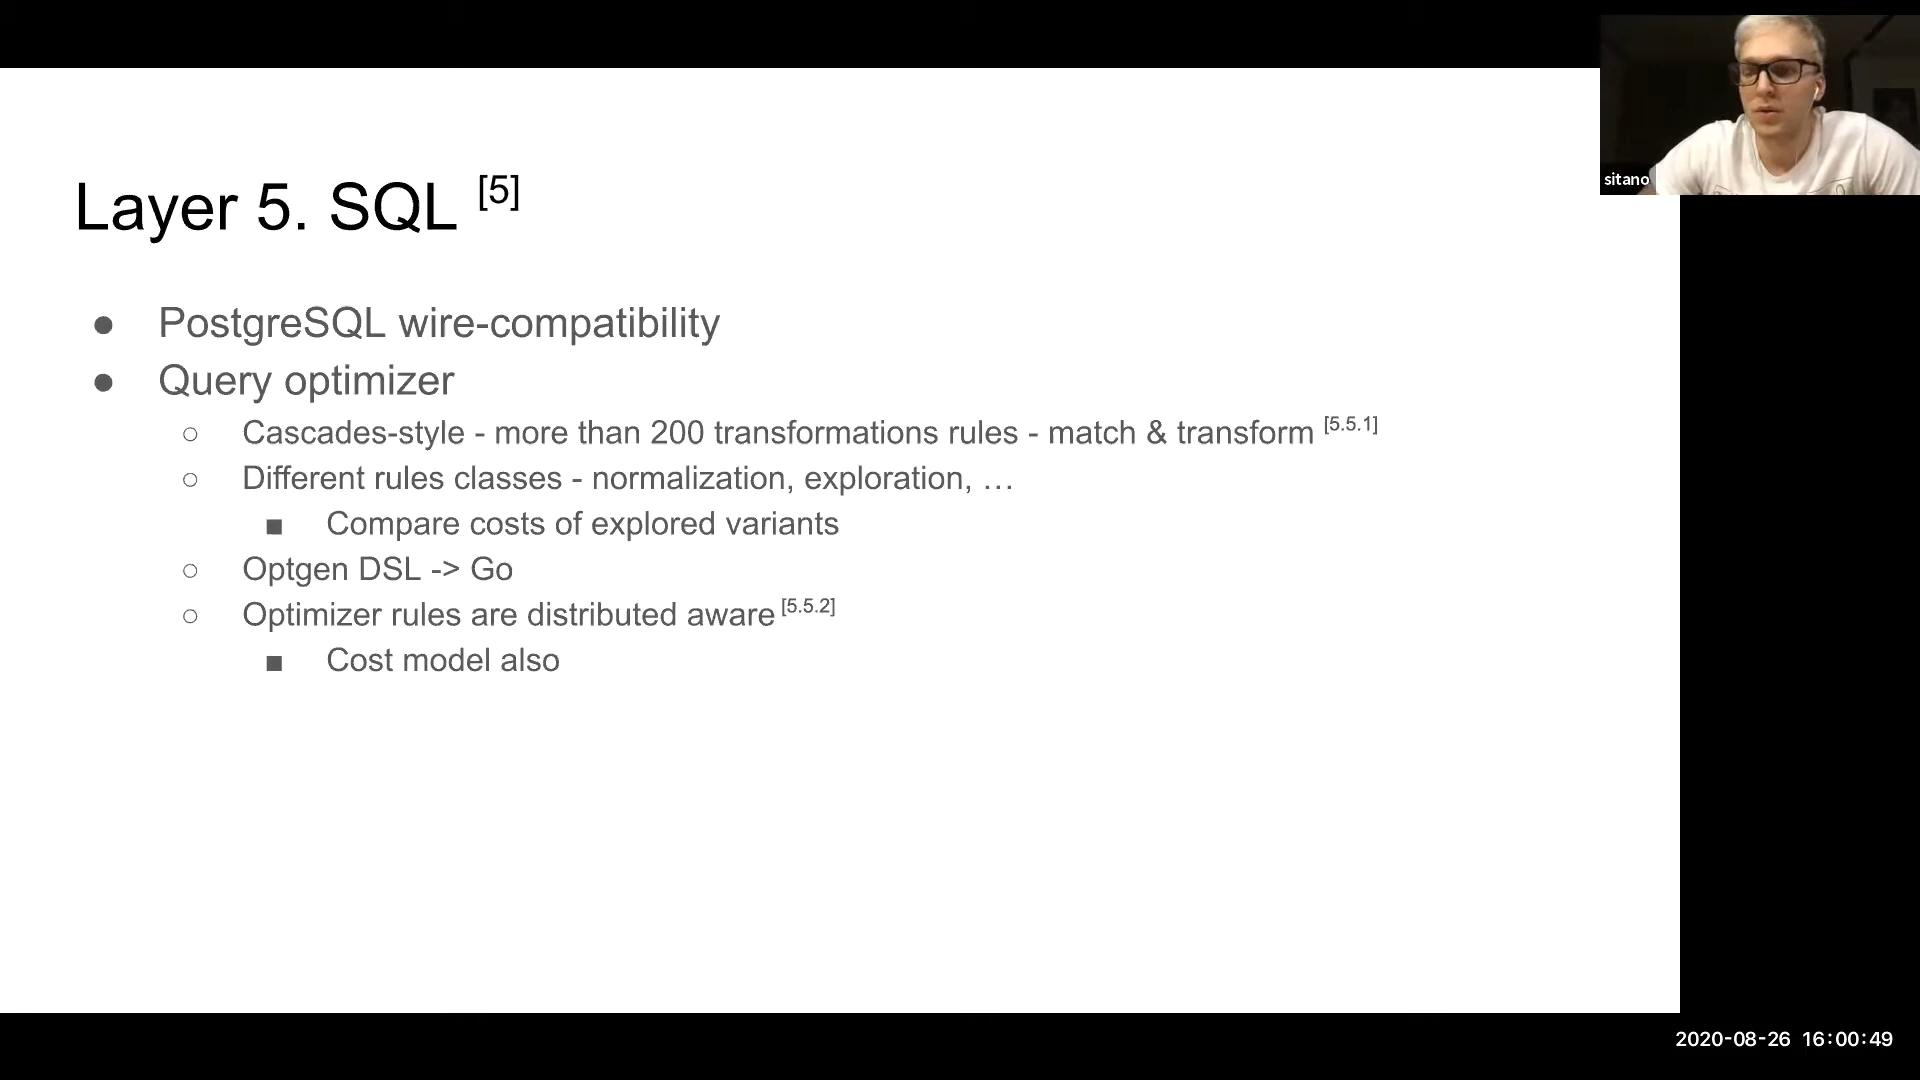 Layer 5. SQL [5]
● PostgreSQL wire-compatibility
● Query optimizer
○ Cascades-style - more than 200 transformations rules - match & transform [5.5.1]
○ Different rules classes - normalization, exploration, …
■ Compare costs of explored variants
○ Optgen DSL -> Go
○ Optimizer rules are distributed aware [5.5.2]
■ Cost model also
sitano
2020-08-26 16:00:49